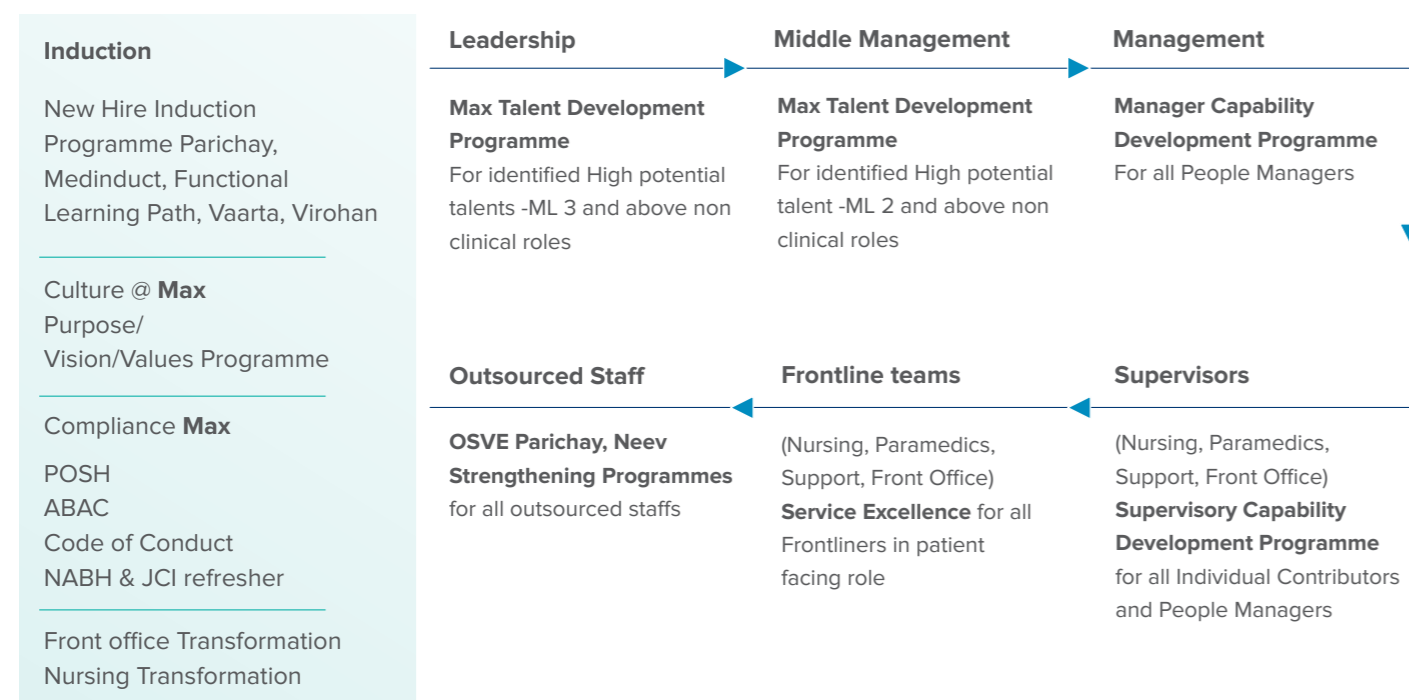 Induction
New Hire Induction
Programme Parichay,
Medinduct, Functional
Learning Path, Vaarta, Virohan
Culture @ Max
Purpose/
Vision/Values Programme
Compliance Max
POSH
ABAC
Code of Conduct
NABH & JCI refresher
Front office Transformation
Nursing Transformation
Leadership
Max Talent Development
Programme
For identified High potential
talents -ML 3 and above non
clinical roles
Middle Management
Max Talent Development
Programme
For identified High potential
talent -ML 2 and above non
clinical roles
Management
Manager Capability
Development Programme
For all People Managers
Outsourced Staff
OSVE Parichay, Neev
Strengthening Programmes
for all outsourced staffs
Frontline teams
(Nursing, Paramedics,
Support, Front Office)
Service Excellence for all
Frontliners in patient
facing role
Supervisors
(Nursing, Paramedics,
Support, Front Office)
Supervisory Capability
Development Programme
for all Individual Contributors
and People Managers